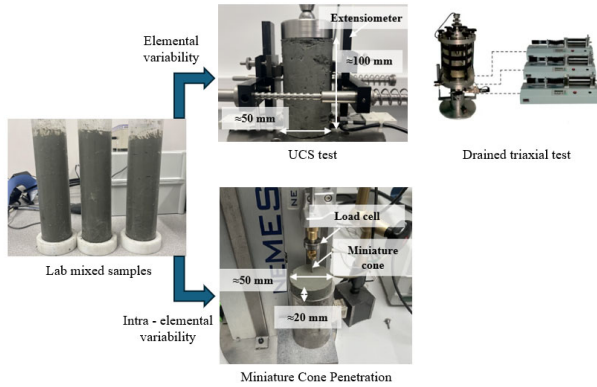 Elemental
variability
Extensiometer
≈100 mm
≈50 mm
UCS test
Drained triaxial test
Lab mixed samples
Load cell
Miniature
cone
NEMES
≈50 mm
≈20 mm
Intra - elemental
variability
Miniature Cone Penetration